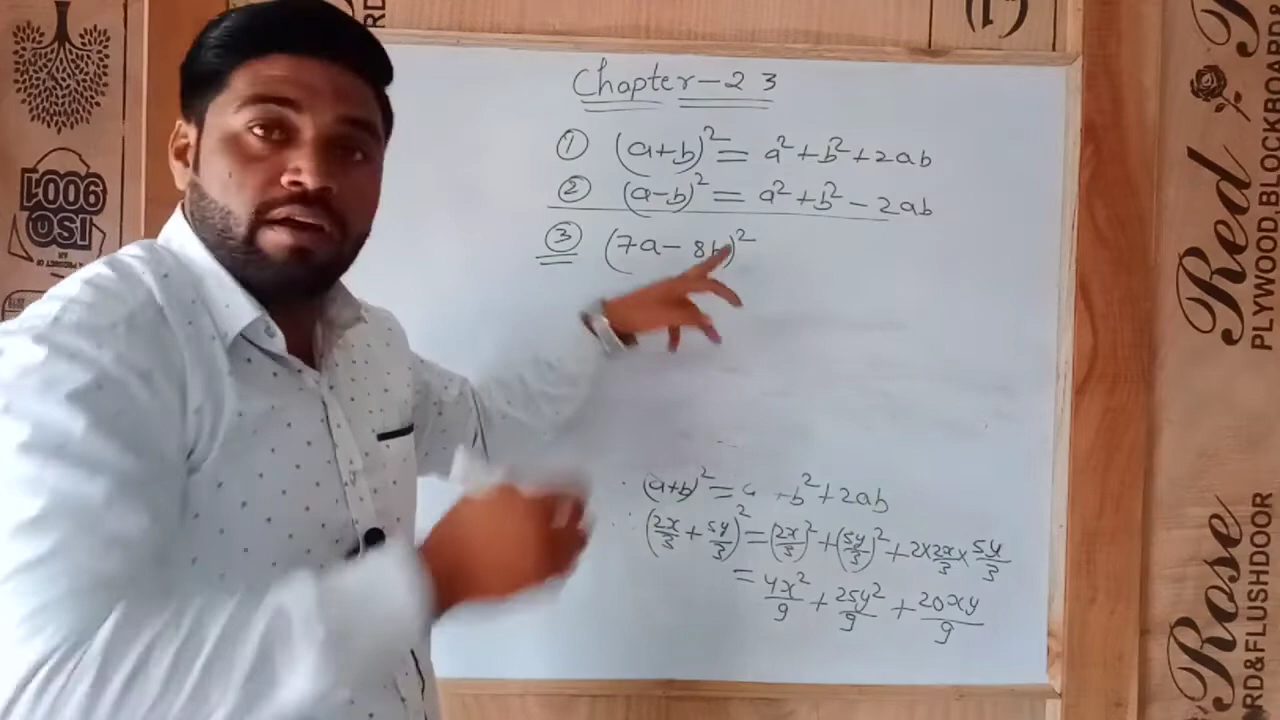 Chapter-23
① (a+b)² = a²+b²+2ab
② (a-b)² = a²+b²-2ab
③ (7a-8b)²
(a+b)² = a +b²+2ab
(2x/3 + 5y/3)² = (2x/3)² + (5y/3)² + 2×2x/3×5y/3
= 4x²/9 + 25y²/9 + 20xy/9
Red Rose
PLYWOOD BLOCKBOARD&
RD&FLUSHDOOR
ISO
9001
RD